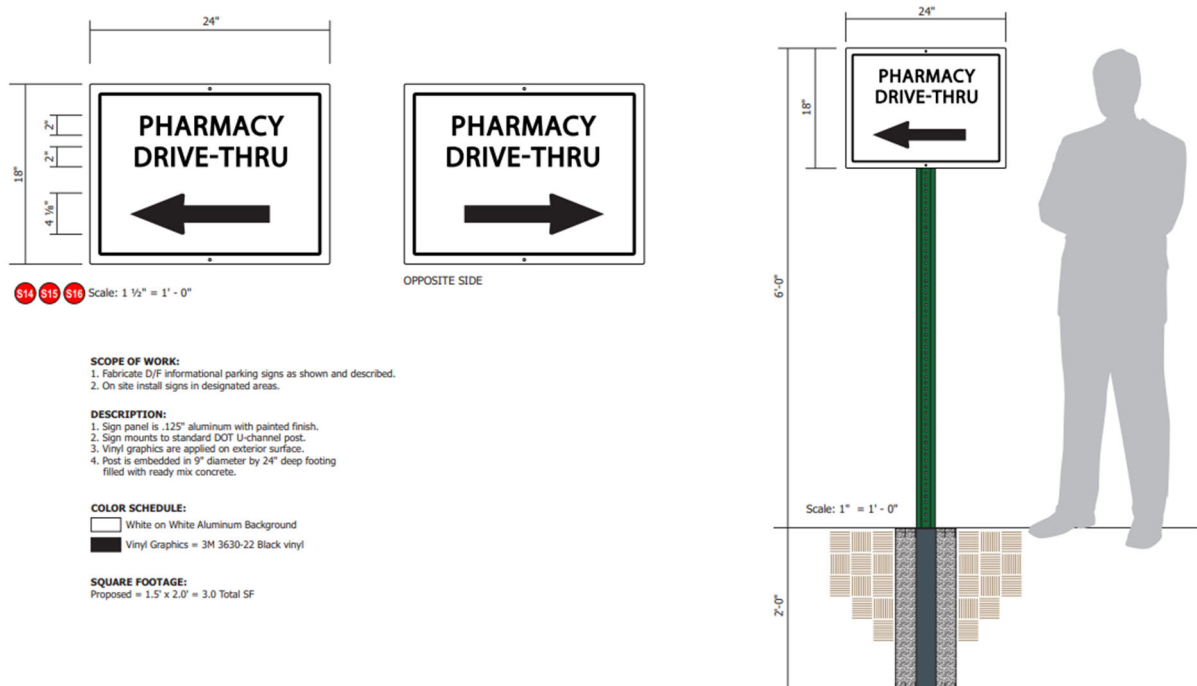 24"
18"
2"
2"
4 ⅛"
PHARMACY
DRIVE-THRU
PHARMACY
DRIVE-THRU
OPPOSITE SIDE
S14 S15 S16 Scale: 1 ½" = 1' - 0"
SCOPE OF WORK:
1. Fabricate D/F informational parking signs as shown and described.
2. On site install signs in designated areas.
DESCRIPTION:
1. Sign panel is .125" aluminum with painted finish.
2. Sign mounts to standard DOT U-channel post.
3. Vinyl graphics are applied on exterior surface.
4. Post is embedded in 9" diameter by 24" deep footing
filled with ready mix concrete.
COLOR SCHEDULE:
White on White Aluminum Background
Vinyl Graphics = 3M 3630-22 Black vinyl
SQUARE FOOTAGE:
Proposed = 1.5' x 2.0' = 3.0 Total SF
24"
18"
PHARMACY
DRIVE-THRU
6'-0"
Scale: 1" = 1' - 0"
2'-0"